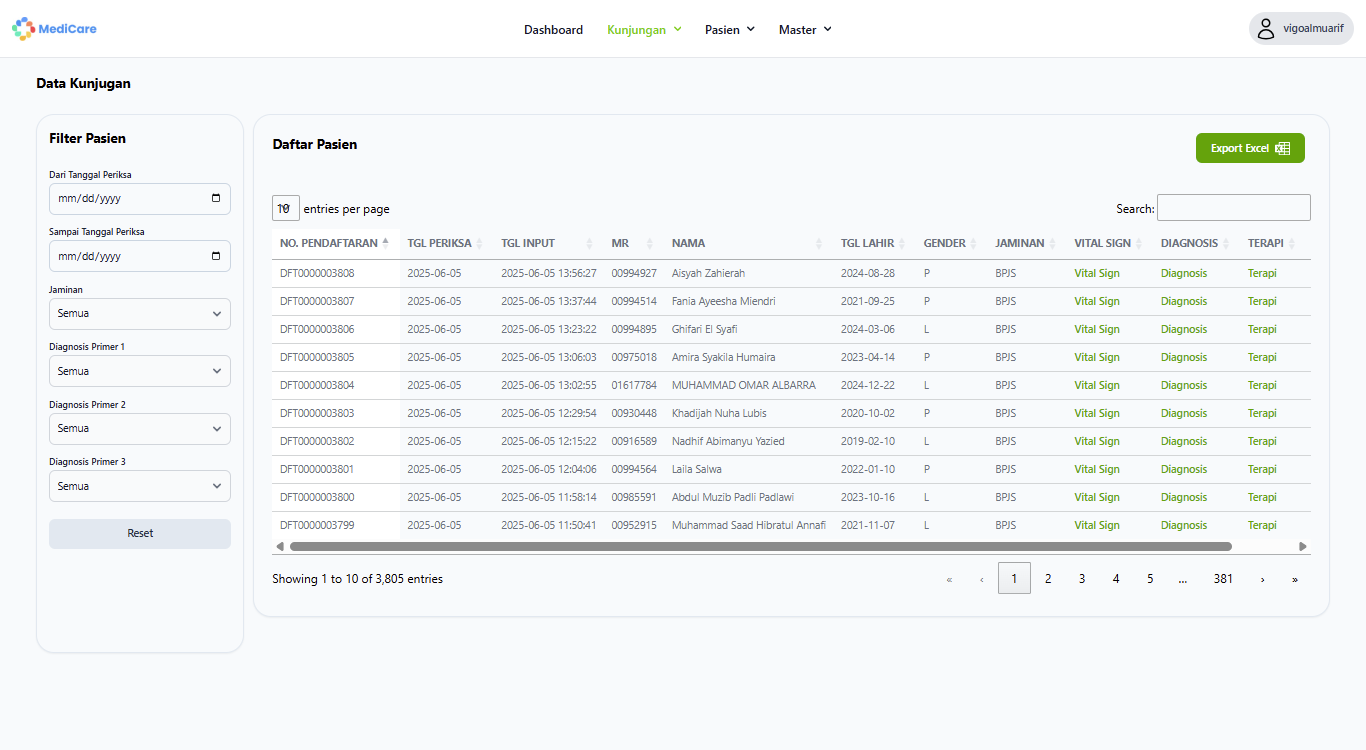 MediCare
Dashboard Kunjungan Pasien Master
vigoalmuarif
Data Kunjugan
Filter Pasien
Dari Tanggal Periksa
mm/dd/yyyy
Sampai Tanggal Periksa
mm/dd/yyyy
Jaminan
Semua
Diagnosis Primer 1
Semua
Diagnosis Primer 2
Semua
Diagnosis Primer 3
Semua
Reset
Daftar Pasien
Export Excel
10 entries per page
Search:
NO. PENDAFTARAN TGL PERIKSA TGL INPUT MR NAMA TGL LAHIR GENDER JAMINAN VITAL SIGN DIAGNOSIS TERAPI
DFT0000003808 2025-06-05 2025-06-05 13:56:27 00994927 Aisyah Zahierah 2024-08-28 P BPJS Vital Sign Diagnosis Terapi
DFT0000003807 2025-06-05 2025-06-05 13:37:44 00994514 Fania Ayeesha Miendri 2021-09-25 P BPJS Vital Sign Diagnosis Terapi
DFT0000003806 2025-06-05 2025-06-05 13:23:22 00994895 Ghifari El Syafi 2024-03-06 L BPJS Vital Sign Diagnosis Terapi
DFT0000003805 2025-06-05 2025-06-05 13:06:03 00975018 Amira Syakila Humaira 2023-04-14 P BPJS Vital Sign Diagnosis Terapi
DFT0000003804 2025-06-05 2025-06-05 13:02:55 01617784 MUHAMMAD OMAR ALBARRA 2024-12-22 L BPJS Vital Sign Diagnosis Terapi
DFT0000003803 2025-06-05 2025-06-05 12:29:54 00930448 Khadijah Nuha Lubis 2020-10-02 P BPJS Vital Sign Diagnosis Terapi
DFT0000003802 2025-06-05 2025-06-05 12:15:22 00916589 Nadhif Abimanyu Yazied 2019-02-10 L BPJS Vital Sign Diagnosis Terapi
DFT0000003801 2025-06-05 2025-06-05 12:04:06 00994564 Laila Salwa 2022-01-10 P BPJS Vital Sign Diagnosis Terapi
DFT0000003800 2025-06-05 2025-06-05 11:58:14 00985591 Abdul Muzib Padli Padlawi 2023-10-16 L BPJS Vital Sign Diagnosis Terapi
DFT0000003799 2025-06-05 2025-06-05 11:50:41 00952915 Muhammad Saad Hibratul Annafi 2021-11-07 L BPJS Vital Sign Diagnosis Terapi
Showing 1 to 10 of 3,805 entries
« ‹ 1 2 3 4 5 … 381 › »